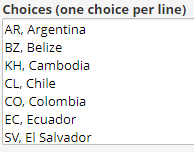 Choices (one choice per line)
AR, Argentina
BZ, Belize
KH, Cambodia
CL, Chile
CO, Colombia
EC, Ecuador
SV, El Salvador